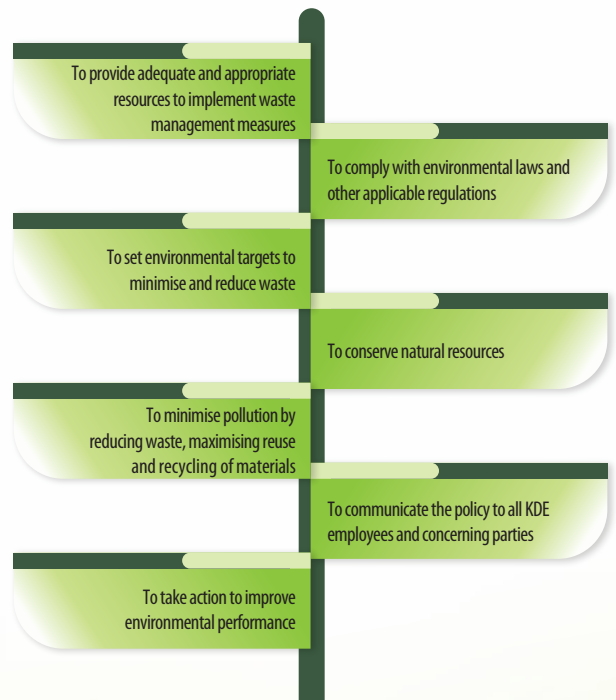 To provide adequate and appropriate
resources to implement waste
management measures
To comply with environmental laws and
other applicable regulations
To set environmental targets to
minimise and reduce waste
To conserve natural resources
To minimise pollution by
reducing waste, maximising reuse
and recycling of materials
To communicate the policy to all KDE
employees and concerning parties
To take action to improve
environmental performance